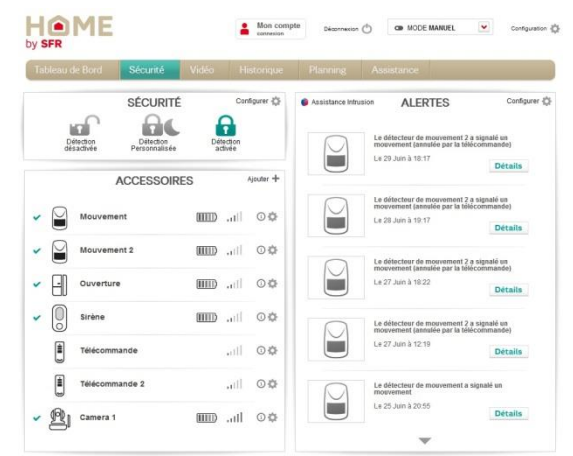 HOME
by SFR
Mon compte
connexion
Déconnexion
MODE MANUEL
Configuration
Tableau de Bord
Sécurité
Vidéo
Historique
Planning
Assistance
SÉCURITÉ
Configurer
Détection
désactivée
Détection
Personnalisée
Détection
activée
ACCESSOIRES
Ajouter +
Mouvement
Mouvement 2
Ouverture
Sirène
Télécommande
Télécommande 2
Camera 1
Assistance Intrusion
ALERTES
Configurer
Le détecteur de mouvement 2 a signalé un
mouvement (annulée par la télécommande)
Le 29 Juin à 18:17
Détails
Le détecteur de mouvement 2 a signalé un
mouvement (annulée par la télécommande)
Le 28 Juin à 19:17
Détails
Le détecteur de mouvement 2 a signalé un
mouvement (annulée par la télécommande)
Le 27 Juin à 18:22
Détails
Le détecteur de mouvement 2 a signalé un
mouvement (annulée par la télécommande)
Le 27 Juin à 12:19
Détails
Le détecteur de mouvement a signalé un
mouvement
Le 25 Juin à 20:55
Détails